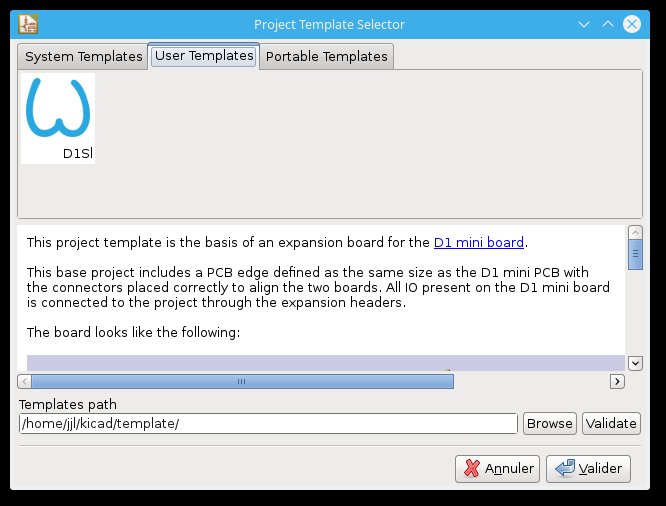 Project Template Selector
System Templates User Templates Portable Templates
D1Sl
This project template is the basis of an expansion board for the D1 mini board.
This base project includes a PCB edge defined as the same size as the D1 mini PCB with
the connectors placed correctly to align the two boards. All IO present on the D1 mini board
is connected to the project through the expansion headers.
The board looks like the following:
Templates path
/home/jjl/kicad/template/ Browse Validate
Annuler Valider